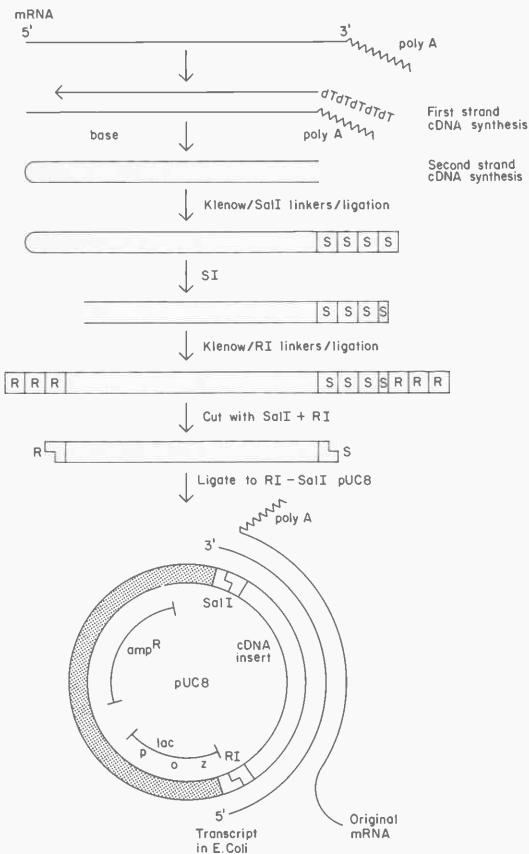 mRNA
5' 3'
poly A
dTdTdTdTdT
First strand
cDNA synthesis
base
poly A
Second strand
cDNA synthesis
Klenow/SalI linkers/ligation
S S S S
SI
S S S S
Klenow/RI linkers/ligation
R R R S S S S R R R
Cut with SalI + RI
R S
Ligate to RI-SalI pUC8
poly A
3'
SalI
ampR
cDNA
insert
pUC8
lac
p o z
RI
5'
Transcript
in E.Coli
Original
mRNA